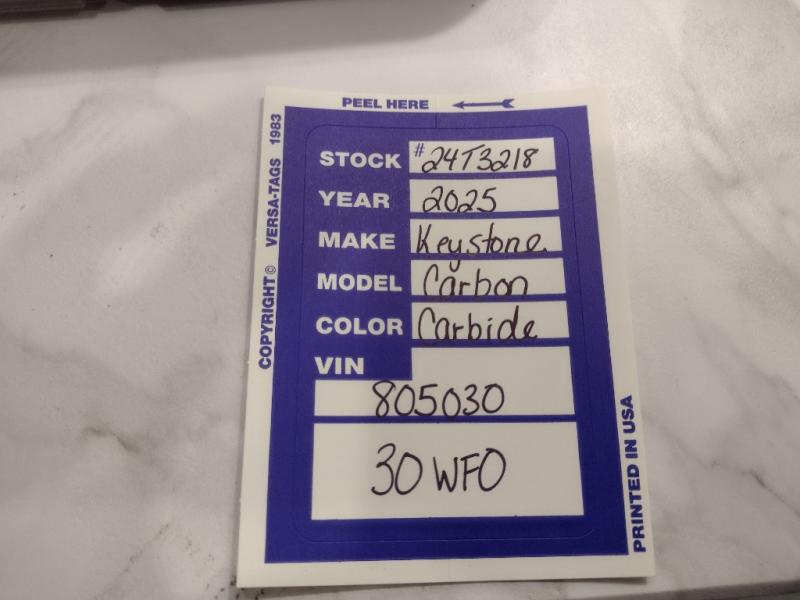 PEEL HERE
COPYRIGHT © VERSA-TAGS 1983
STOCK #24T3218
YEAR 2025
MAKE Keystone
MODEL Carbon
COLOR Carbide
VIN
805030
30 WFO
PRINTED IN USA